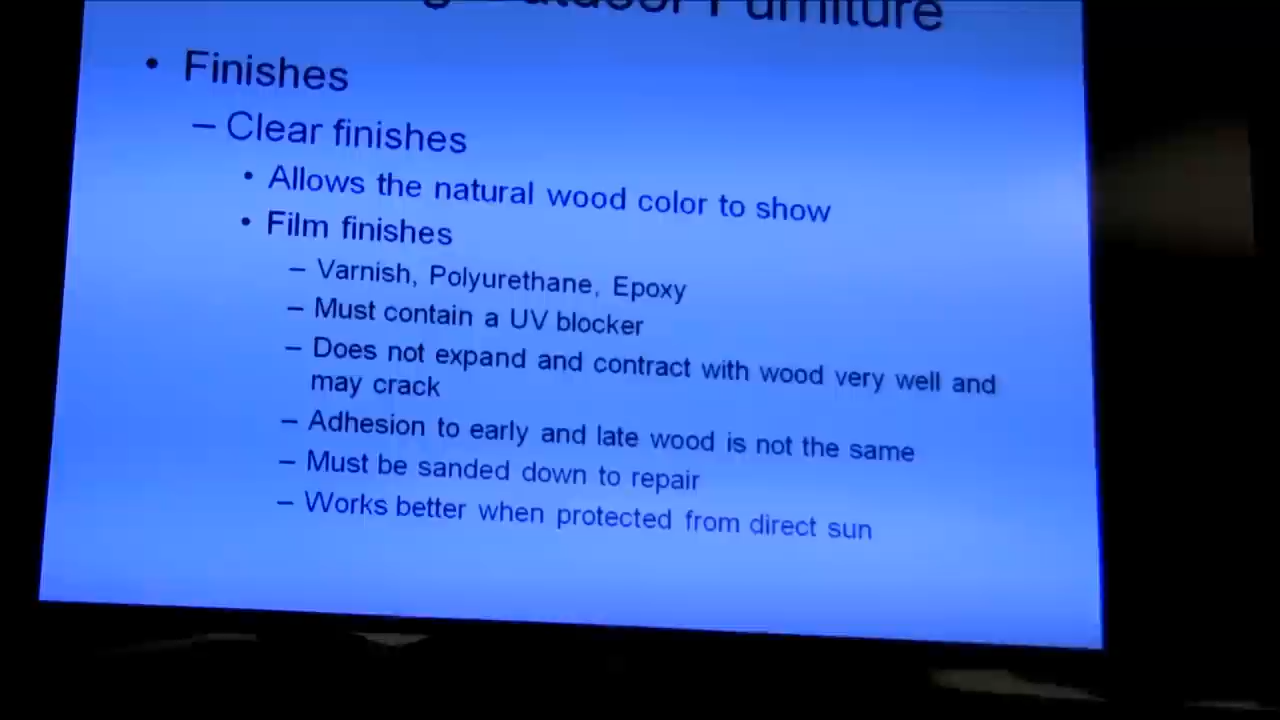 Furniture
• Finishes
– Clear finishes
• Allows the natural wood color to show
• Film finishes
– Varnish, Polyurethane, Epoxy
– Must contain a UV blocker
– Does not expand and contract with wood very well and
may crack
– Adhesion to early and late wood is not the same
– Must be sanded down to repair
– Works better when protected from direct sun